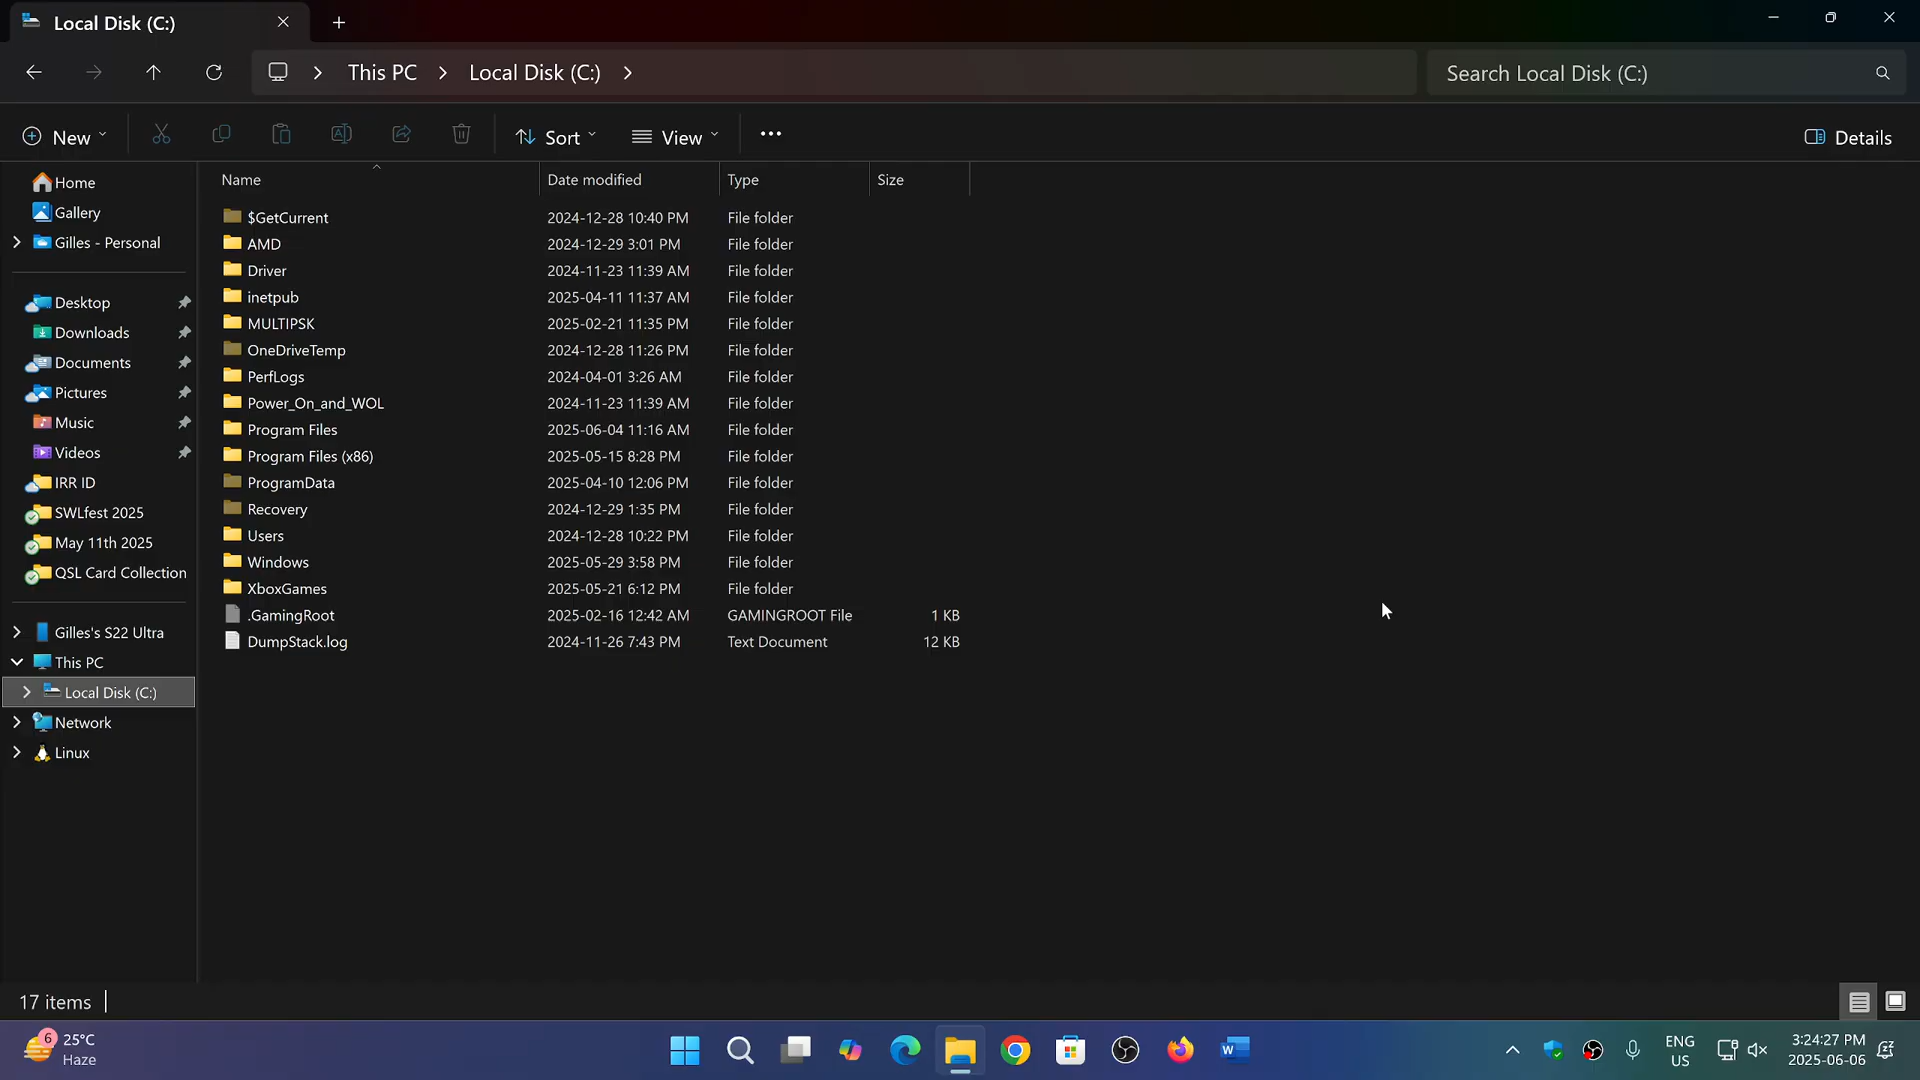 Local Disk (C:)
This PC
Local Disk (C:)
Search Local Disk (C:)
New
Sort
View
Details
Home
Gallery
Gilles - Personal
Desktop
Downloads
Documents
Pictures
Music
Videos
IRR ID
SWLfest 2025
May 11th 2025
QSL Card Collection
Gilles's S22 Ultra
This PC
Local Disk (C:)
Network
Linux
Name Date modified Type Size
$GetCurrent 2024-12-28 10:40 PM File folder
AMD 2024-12-29 3:01 PM File folder
Driver 2024-11-23 11:39 AM File folder
inetpub 2025-04-11 11:37 AM File folder
MULTIPSK 2025-02-21 11:35 PM File folder
OneDriveTemp 2024-12-28 11:26 PM File folder
PerfLogs 2024-04-01 3:26 AM File folder
Power_On_and_WOL 2024-11-23 11:39 AM File folder
Program Files 2025-06-04 11:16 AM File folder
Program Files (x86) 2025-05-15 8:28 PM File folder
ProgramData 2025-04-10 12:06 PM File folder
Recovery 2024-12-29 1:35 PM File folder
Users 2024-12-28 10:22 PM File folder
Windows 2025-05-29 3:58 PM File folder
XboxGames 2025-05-21 6:12 PM File folder
.GamingRoot 2025-02-16 12:42 AM GAMINGROOT File 1 KB
DumpStack.log 2024-11-26 7:43 PM Text Document 12 KB
17 items
6
25°C
Haze
W
ENG
US
3:24:27 PM
2025-06-06